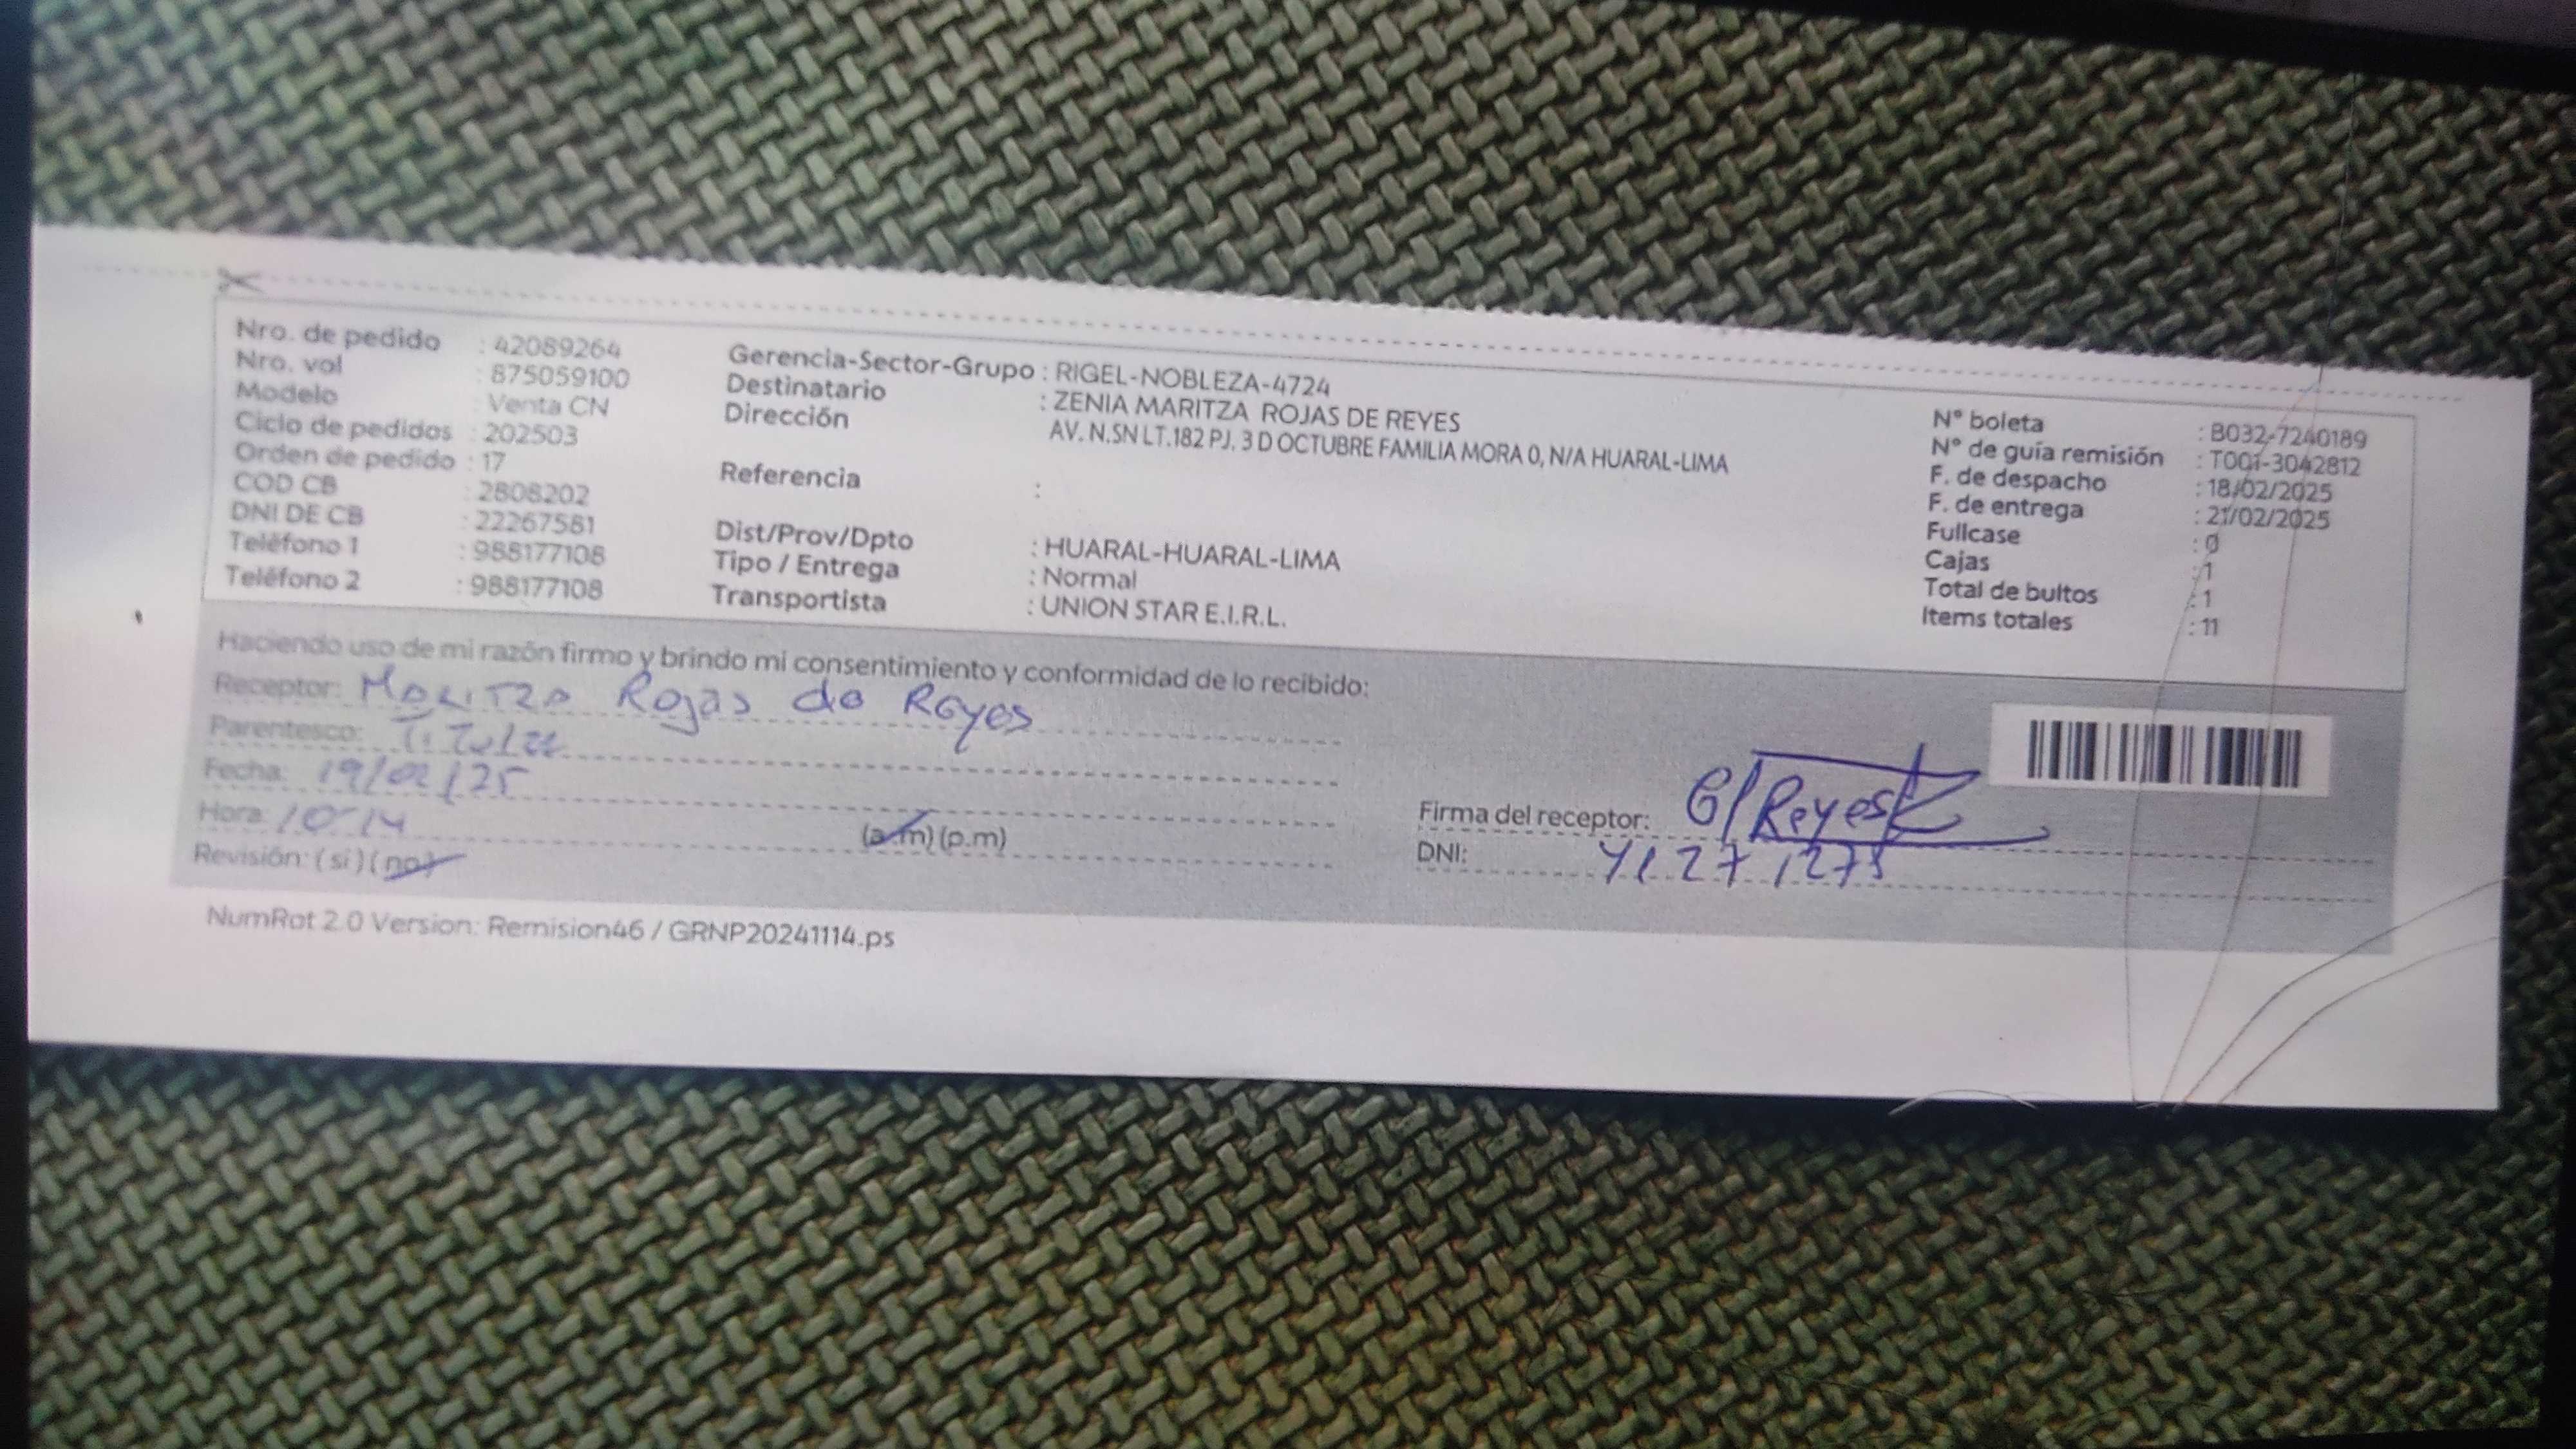 Nro. de pedido : 42089264
Nro. vol : 875059100
Modelo : Venta CN
Ciclo de pedidos : 202503
Orden de pedido : 17
COD CB : 2808202
DNI DE CB : 22267581
Teléfono 1 : 988177108
Teléfono 2 : 988177108
Gerencia-Sector-Grupo : RIGEL-NOBLEZA-4724
Destinatario : ZENIA MARITZA ROJAS DE REYES
Dirección AV. N.SN LT.182 PJ. 3 D OCTUBRE FAMILIA MORA 0, N/A HUARAL-LIMA
Referencia :
Dist/Prov/Dpto : HUARAL-HUARAL-LIMA
Tipo / Entrega : Normal
Transportista : UNION STAR E.I.R.L.
N° boleta : B032-7240189
N° de guía remisión : T001-3042812
F. de despacho : 18/02/2025
F. de entrega : 21/02/2025
Fullcase : 0
Cajas : 1
Total de bultos : 1
Items totales : 11
Haciendo uso de mi razón firmo y brindo mi consentimiento y conformidad de lo recibido:
Receptor: Maritza Rojas de Reyes
Parentesco: Titular
Fecha: 19/02/25
Hora: 10:14 (a.m) (p.m)
Revisión: (si) (no)
Firma del receptor: G/Reyes
DNI:
NumRot 2.0 Version: Remision46 / GRNP20241114.ps